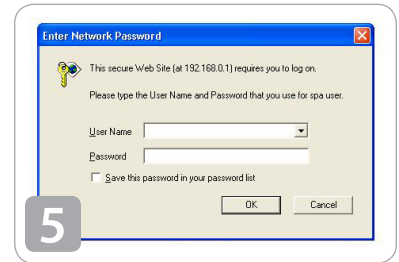 Enter Network Password
This secure Web Site (at 192.168.0.1) requires you to log on.
Please type the User Name and Password that you use for spa user.
User Name
Password
Save this password in your password list
OK Cancel
5